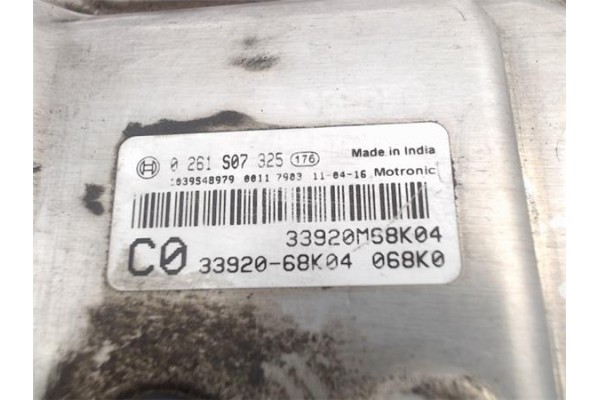 0 261 S07 325 176 Made in India
1039S48979 0011 7903 11-04-16 Motronic
33920M68K04
C0 33920-68K04 068K0